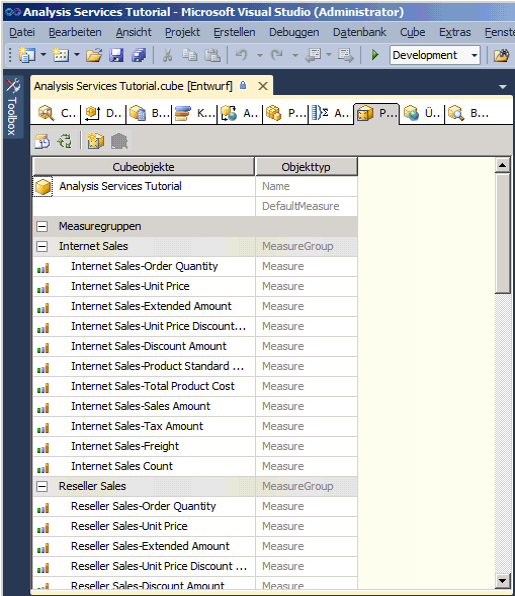 Analysis Services Tutorial - Microsoft Visual Studio (Administrator)
Datei Bearbeiten Ansicht Projekt Erstellen Debuggen Datenbank Cube Extras Fenste
Development
Toolbox
Analysis Services Tutorial.cube [Entwurf]
C... D... B... K... A... P... A... P... Ü... B...
Cubeobjekte Objekttyp
Analysis Services Tutorial Name
DefaultMeasure
Measuregruppen
Internet Sales MeasureGroup
Internet Sales-Order Quantity Measure
Internet Sales-Unit Price Measure
Internet Sales-Extended Amount Measure
Internet Sales-Unit Price Discount... Measure
Internet Sales-Discount Amount Measure
Internet Sales-Product Standard ... Measure
Internet Sales-Total Product Cost Measure
Internet Sales-Sales Amount Measure
Internet Sales-Tax Amount Measure
Internet Sales-Freight Measure
Internet Sales Count Measure
Reseller Sales MeasureGroup
Reseller Sales-Order Quantity Measure
Reseller Sales-Unit Price Measure
Reseller Sales-Extended Amount Measure
Reseller Sales-Unit Price Discount ... Measure
Reseller Sales-Discount Amount Measure